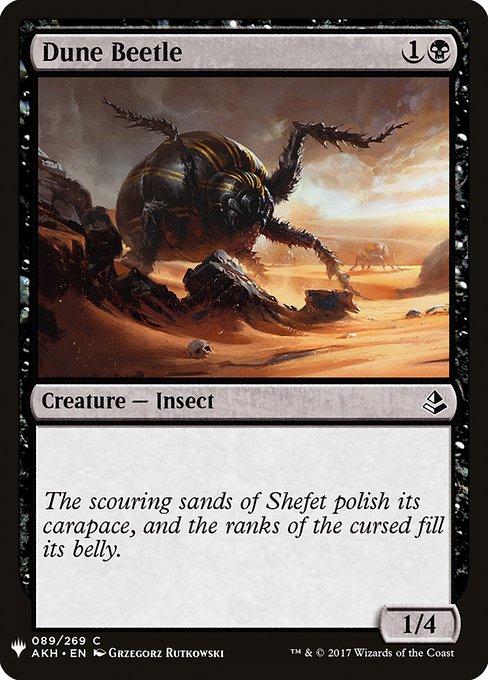 Dune Beetle 1
Creature — Insect
The scouring sands of Shefet polish its
carapace, and the ranks of the cursed fill
its belly.
1/4
089/269 C
AKH • EN Grzegorz Rutkowski ™ & © 2017 Wizards of the Coast